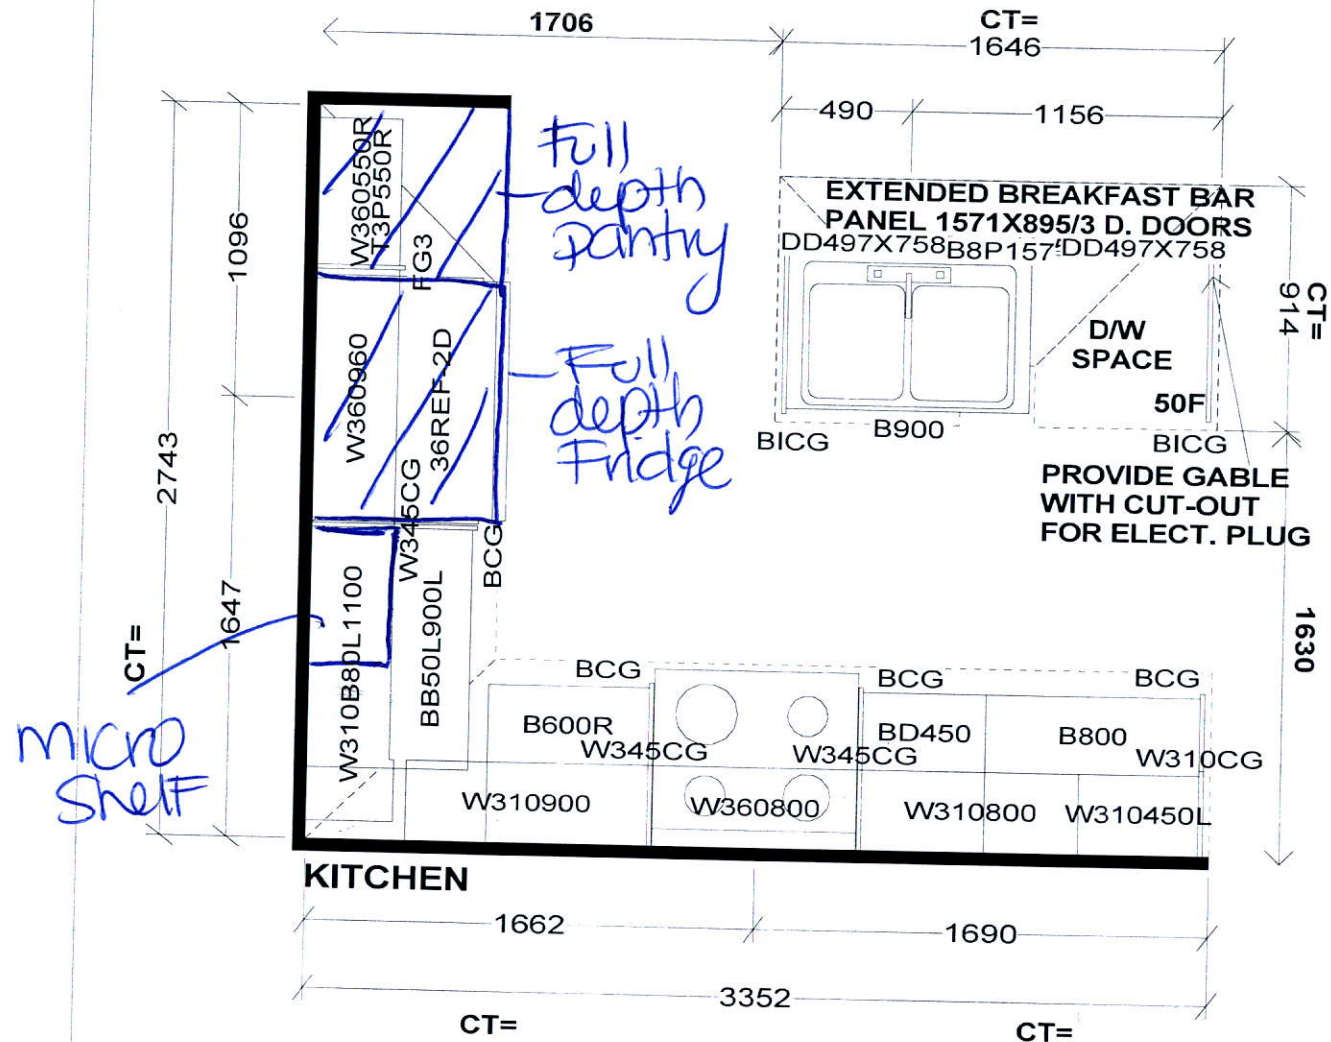 1706
CT=
1646
490
1156
EXTENDED BREAKFAST BAR
PANEL 1571X895/3 D. DOORS
DD497X758
B8P157
DD497X758
W360550R
T3P550R
FG3
Full
depth
pantry
1096
2743
1647
CT=
W360960
36REF-2D
Full
depth
Fridge
D/W
SPACE
50F
CT=
914
BICG
B900
BICG
PROVIDE GABLE
WITH CUT-OUT
FOR ELECT. PLUG
W345CG
BCG
W310B80L1100
BB50L900L
micro
shelf
1630
BCG
BCG
BCG
B600R
W345CG
W345CG
BD450
B800
W310CG
W310900
W360800
W310800
W310450L
KITCHEN
1662
1690
3352
CT=
CT=